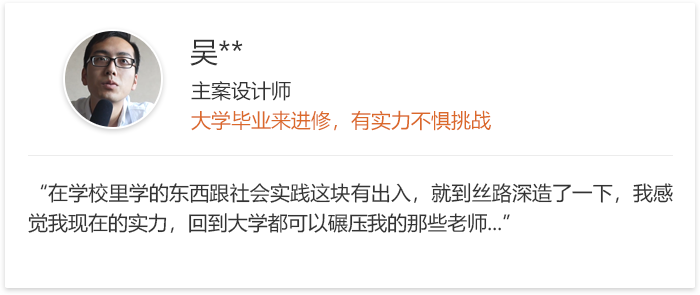 吴**
主案设计师
大学毕业来进修，有实力不惧挑战
“在学校里学的东西跟社会实践这块有出入，就到丝路深造了一下，我感
觉我现在的实力，回到大学都可以碾压我的那些老师...”